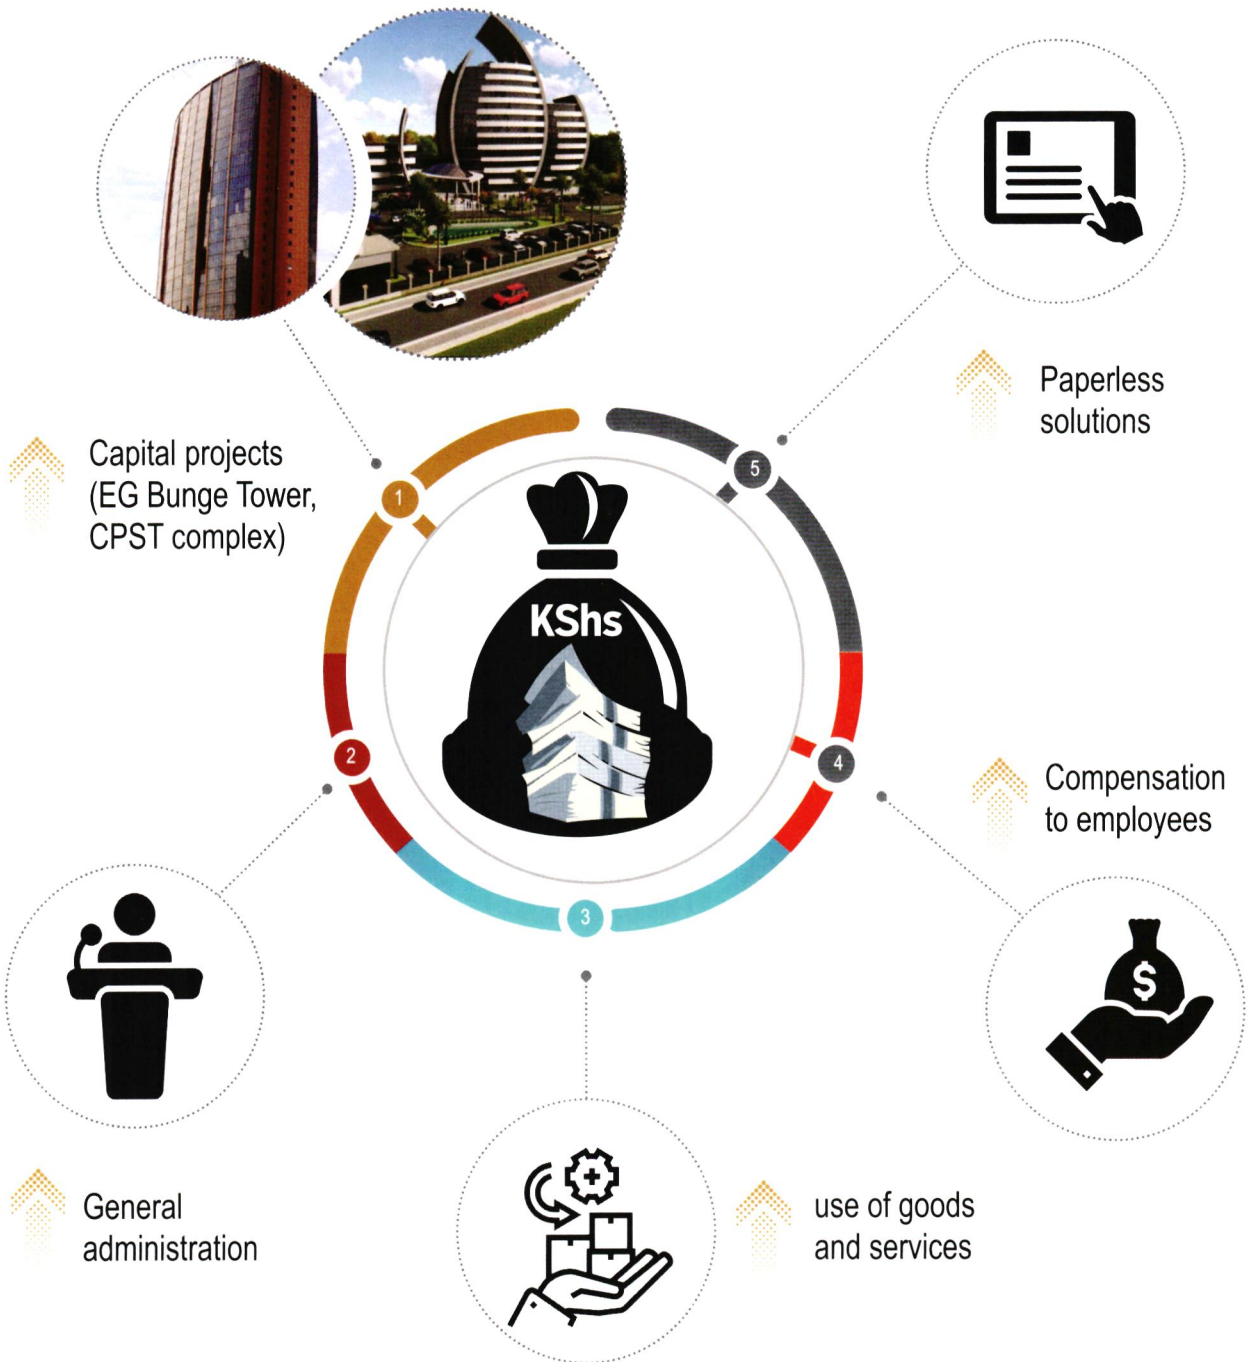 Paperless
solutions
Capital projects
(EG Bunge Tower,
CPST complex)
1
5
KShs
2
4
Compensation
to employees
3
$
General
administration
use of goods
and services